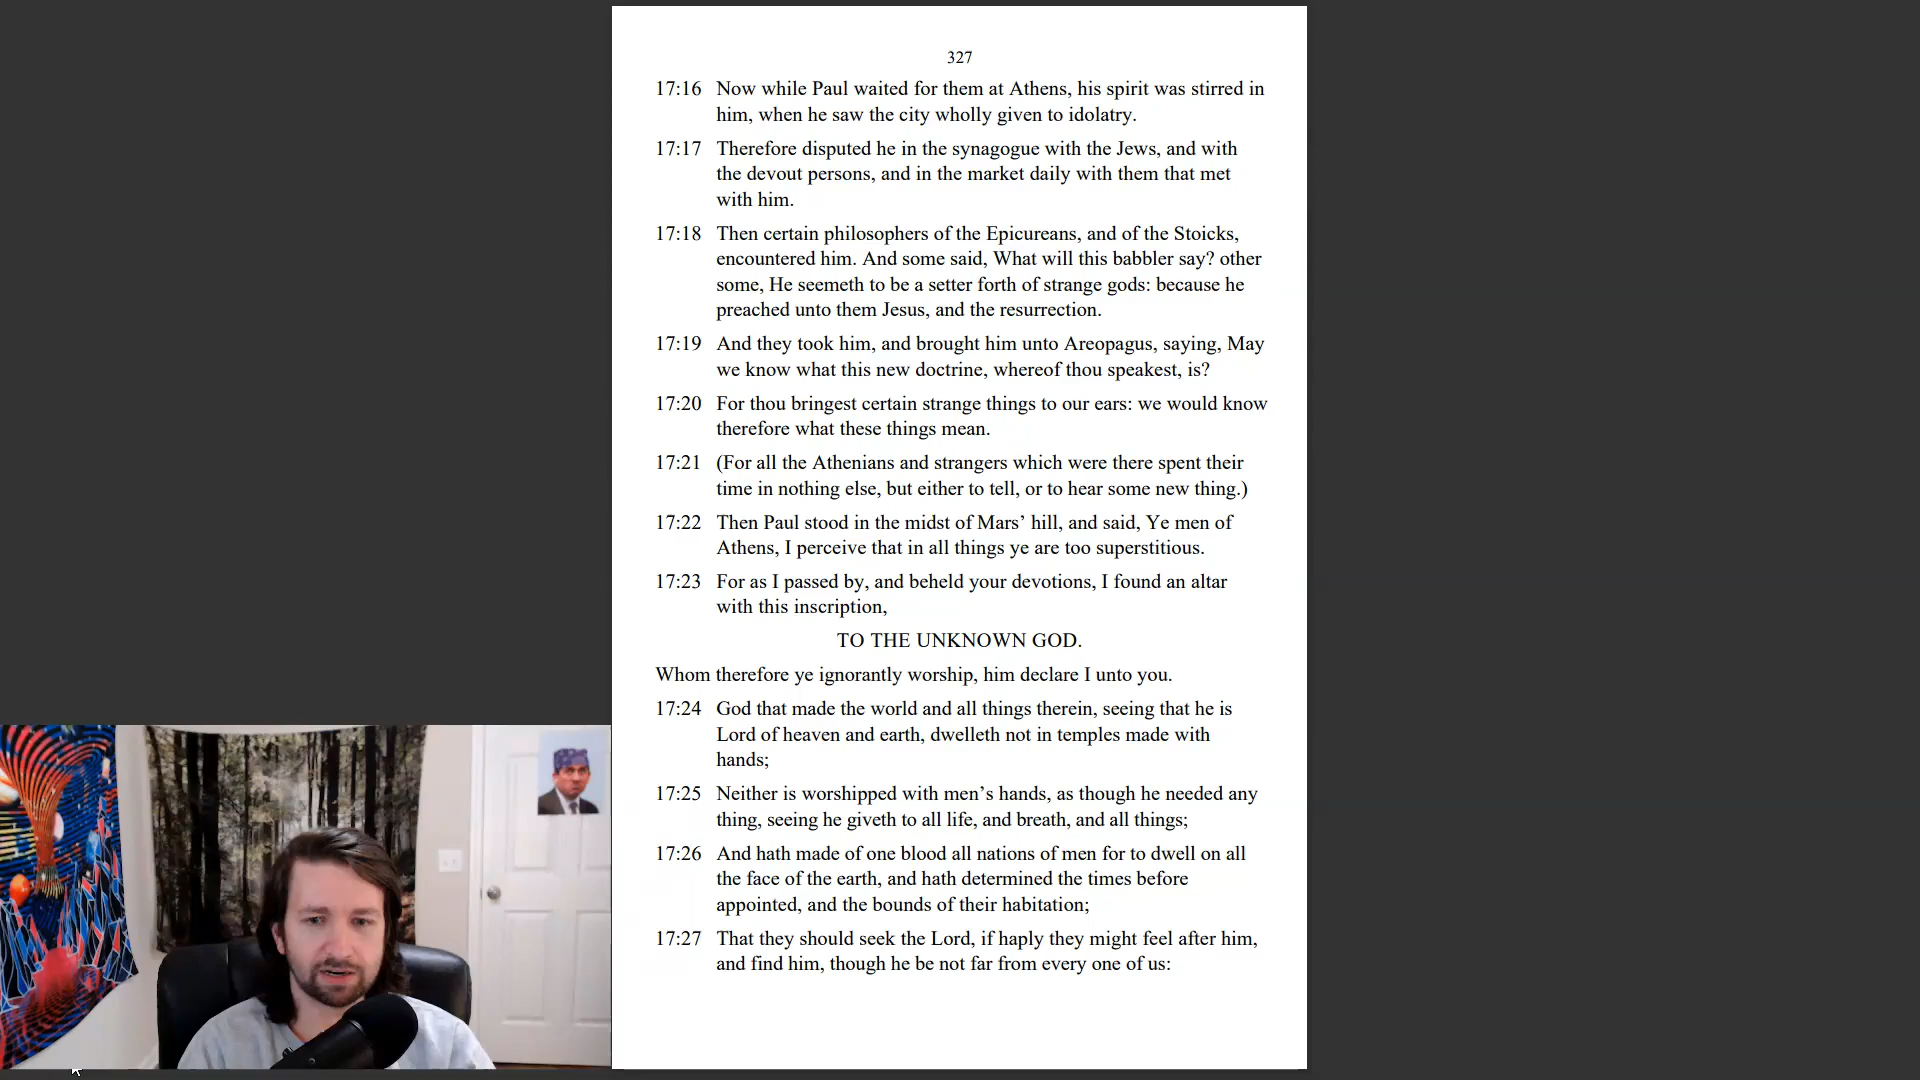 327
17:16 Now while Paul waited for them at Athens, his spirit was stirred in
him, when he saw the city wholly given to idolatry.
17:17 Therefore disputed he in the synagogue with the Jews, and with
the devout persons, and in the market daily with them that met
with him.
17:18 Then certain philosophers of the Epicureans, and of the Stoicks,
encountered him. And some said, What will this babbler say? other
some, He seemeth to be a setter forth of strange gods: because he
preached unto them Jesus, and the resurrection.
17:19 And they took him, and brought him unto Areopagus, saying, May
we know what this new doctrine, whereof thou speakest, is?
17:20 For thou bringest certain strange things to our ears: we would know
therefore what these things mean.
17:21 (For all the Athenians and strangers which were there spent their
time in nothing else, but either to tell, or to hear some new thing.)
17:22 Then Paul stood in the midst of Mars’ hill, and said, Ye men of
Athens, I perceive that in all things ye are too superstitious.
17:23 For as I passed by, and beheld your devotions, I found an altar
with this inscription,
TO THE UNKNOWN GOD.
Whom therefore ye ignorantly worship, him declare I unto you.
17:24 God that made the world and all things therein, seeing that he is
Lord of heaven and earth, dwelleth not in temples made with
hands;
17:25 Neither is worshipped with men’s hands, as though he needed any
thing, seeing he giveth to all life, and breath, and all things;
17:26 And hath made of one blood all nations of men for to dwell on all
the face of the earth, and hath determined the times before
appointed, and the bounds of their habitation;
17:27 That they should seek the Lord, if haply they might feel after him,
and find him, though he be not far from every one of us: